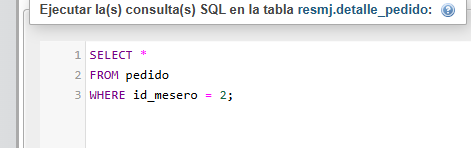 Ejecutar la(s) consulta(s) SQL en la tabla resmj.detalle_pedido:
1 SELECT *
2 FROM pedido
3 WHERE id_mesero = 2;